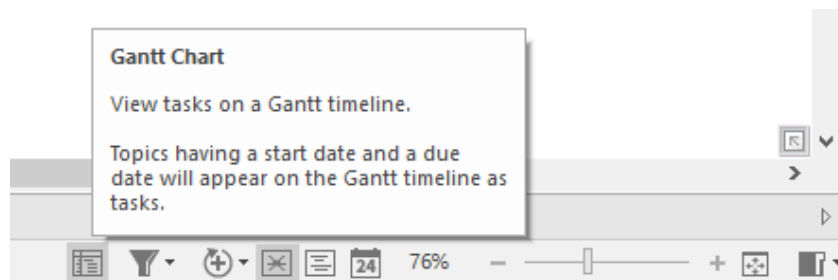 Gantt Chart
View tasks on a Gantt timeline.
Topics having a start date and a due
date will appear on the Gantt timeline as
tasks.
24
76%